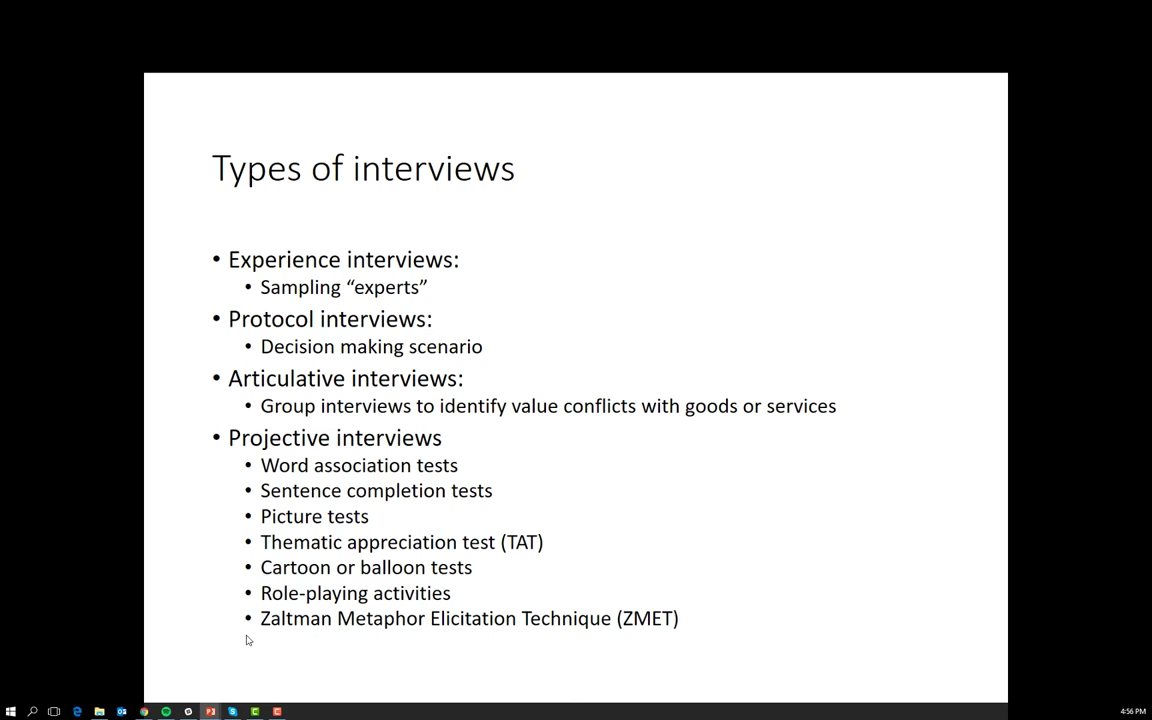 Types of interviews
• Experience interviews:
• Sampling “experts”
• Protocol interviews:
• Decision making scenario
• Articulative interviews:
• Group interviews to identify value conflicts with goods or services
• Projective interviews
• Word association tests
• Sentence completion tests
• Picture tests
• Thematic appreciation test (TAT)
• Cartoon or balloon tests
• Role-playing activities
• Zaltman Metaphor Elicitation Technique (ZMET)
4:56 PM